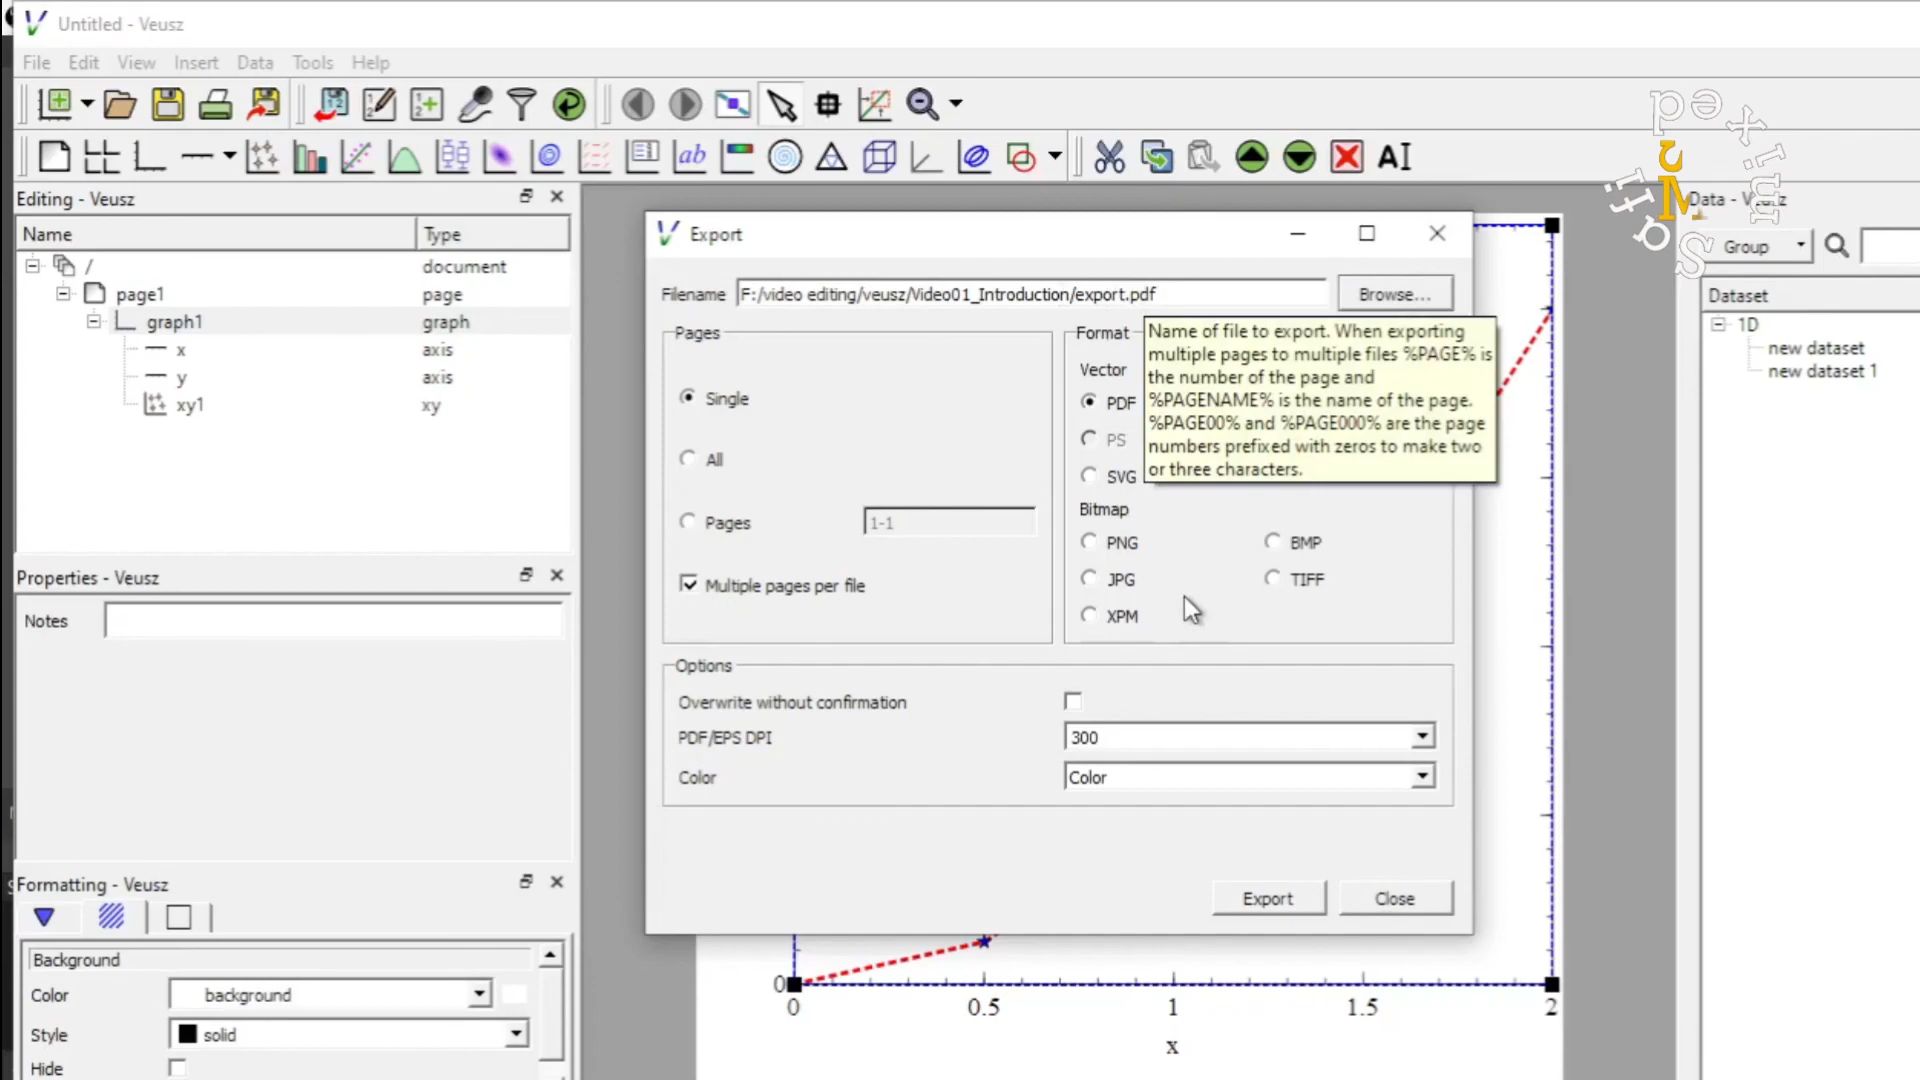 Untitled - Veusz
File Edit View Insert Data Tools Help
Editing - Veusz
Name Type
/ document
page1 page
graph1 graph
x axis
y axis
xy1 xy
Properties - Veusz
Notes
Formatting - Veusz
Background
Color background
Style solid
Hide
Export
Filename F:/video editing/veusz/Video01_Introduction/export.pdf Browse...
Pages
Single
All
Pages 1-1
Multiple pages per file
Format
Vector
PDF
PS
SVG
Bitmap
PNG BMP
JPG TIFF
XPM
Name of file to export. When exporting
multiple pages to multiple files %PAGE% is
the number of the page and
%PAGENAME% is the name of the page.
%PAGE00% and %PAGE000% are the page
numbers prefixed with zeros to make two
or three characters.
Options
Overwrite without confirmation
PDF/EPS DPI 300
Color Color
Export Close
0
0 0.5 1 1.5 2
x
Group
Dataset
1D
new dataset
new dataset 1
ab
AI